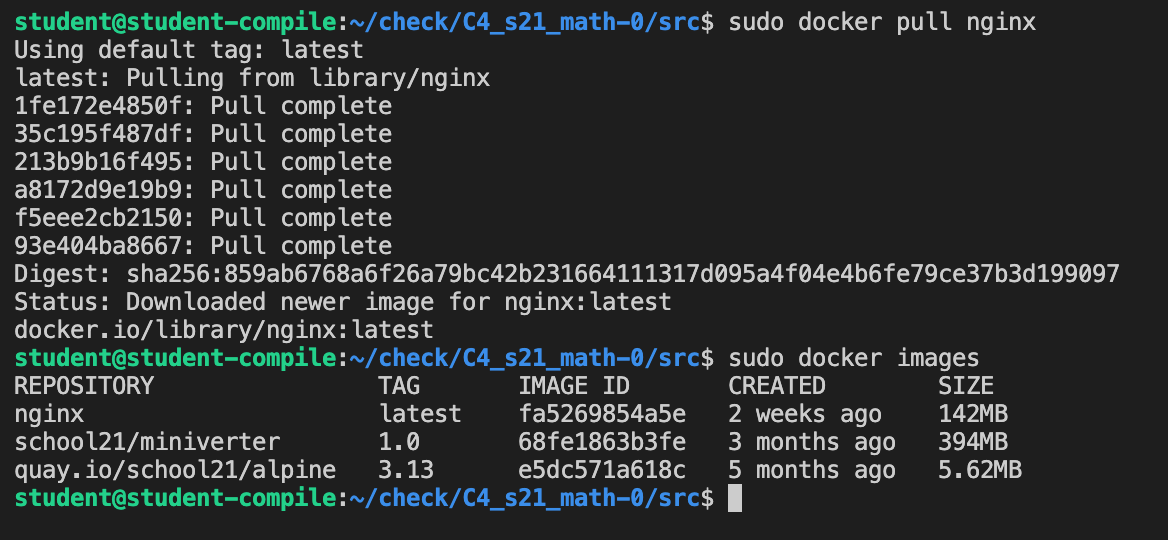 student@student-compile:~/check/C4_s21_math-0/src$ sudo docker pull nginx
Using default tag: latest
latest: Pulling from library/nginx
1fe172e4850f: Pull complete
35c195f487df: Pull complete
213b9b16f495: Pull complete
a8172d9e19b9: Pull complete
f5eee2cb2150: Pull complete
93e404ba8667: Pull complete
Digest: sha256:859ab6768a6f26a79bc42b231664111317d095a4f04e4b6fe79ce37b3d199097
Status: Downloaded newer image for nginx:latest
docker.io/library/nginx:latest
student@student-compile:~/check/C4_s21_math-0/src$ sudo docker images
REPOSITORY                TAG       IMAGE ID       CREATED        SIZE
nginx                     latest    fa5269854a5e   2 weeks ago    142MB
school21/miniverter       1.0       68fe1863b3fe   3 months ago   394MB
quay.io/school21/alpine   3.13      e5dc571a618c   5 months ago   5.62MB
student@student-compile:~/check/C4_s21_math-0/src$